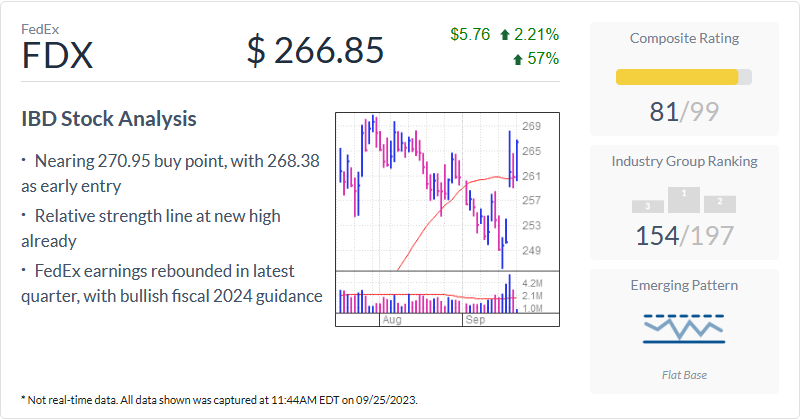 FedEx
FDX
$ 266.85
$5.76 2.21%
57%
IBD Stock Analysis
· Nearing 270.95 buy point, with 268.38
as early entry
· Relative strength line at new high
already
· FedEx earnings rebounded in latest
quarter, with bullish fiscal 2024 guidance
269
265
261
257
253
249
4.2M
2.1M
1.0M
Aug Sep
Composite Rating
81/99
Industry Group Ranking
3 1 2
154/197
Emerging Pattern
Flat Base
* Not real-time data. All data shown was captured at 11:44AM EDT on 09/25/2023.